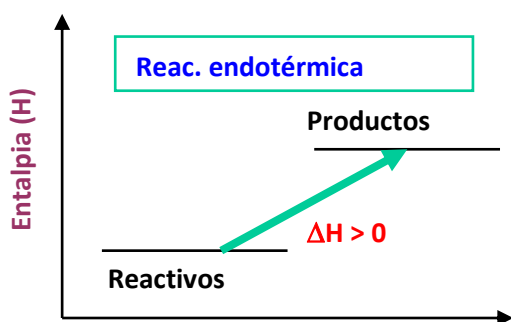 Reac. endotérmica
Productos
Entalpia (H)
ΔH > 0
Reactivos